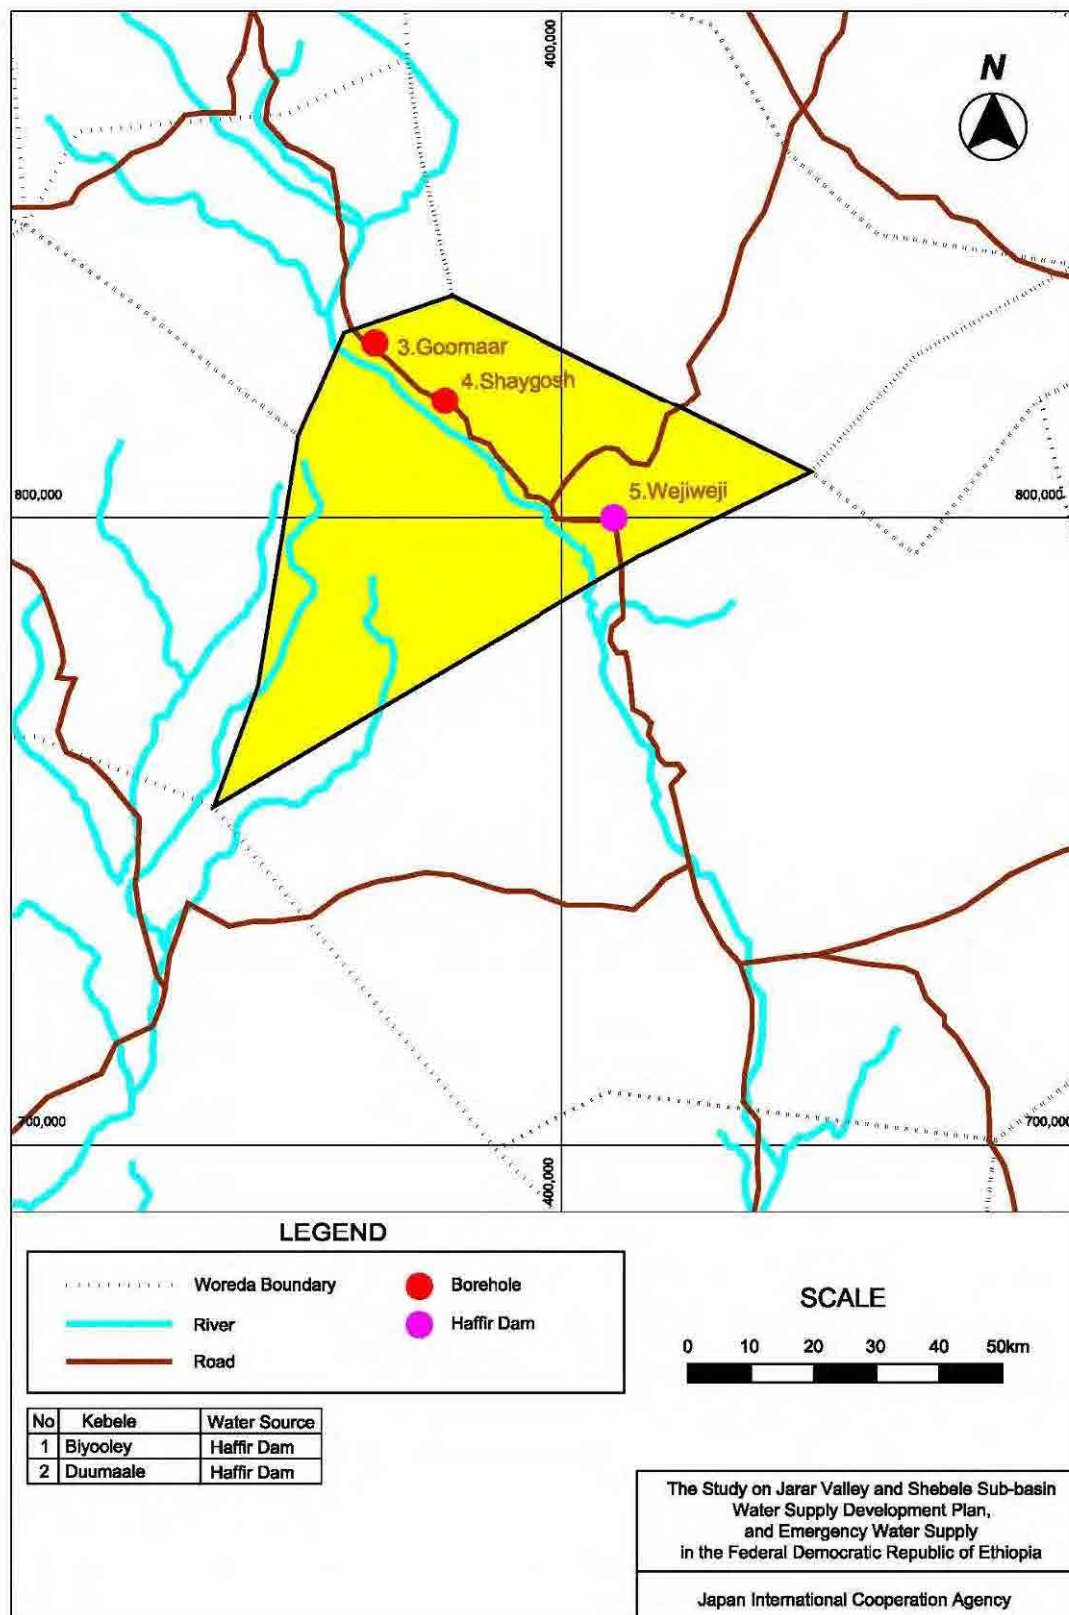 400,000
N
3.Goomaar
4.Shaygosh
5.Wejiweji
800,000
800,000
700,000
700,000
400,000
LEGEND
Woreda Boundary
Borehole
River
Haffir Dam
Road
SCALE
0 10 20 30 40 50km
No Kebele Water Source
1 Biyooley Haffir Dam
2 Duumaale Haffir Dam
The Study on Jarar Valley and Shebele Sub-basin
Water Supply Development Plan,
and Emergency Water Supply
in the Federal Democratic Republic of Ethiopia
Japan International Cooperation Agency